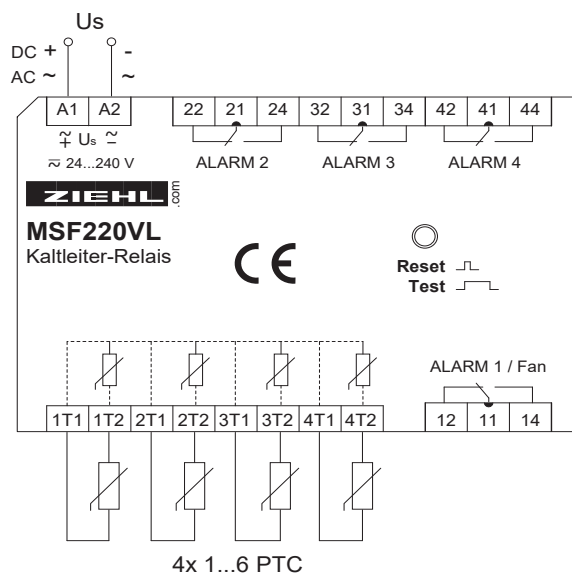 Us
DC + -
AC ~ ~
A1 A2 22 21 24 32 31 34 42 41 44
≂ Us ≂
+ -
≂ 24...240 V
ALARM 2 ALARM 3 ALARM 4
ZIEHL .com
MSF220VL
Kaltleiter-Relais
CE
Reset
Test
ALARM 1 / Fan
1T1 1T2 2T1 2T2 3T1 3T2 4T1 4T2 12 11 14
4x 1...6 PTC